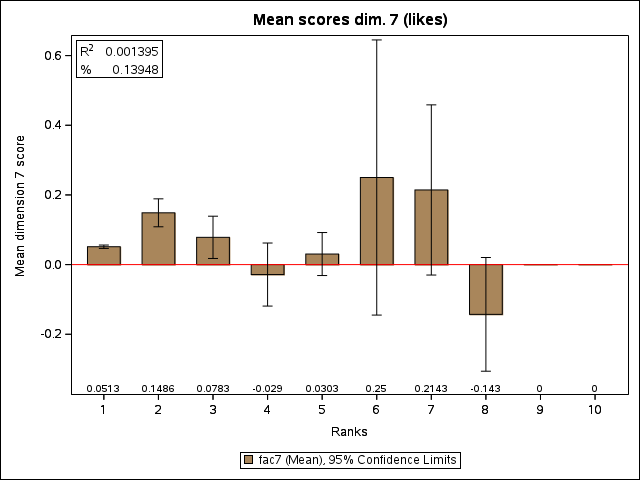 Mean scores dim. 7 (likes)
R2 0.001395
% 0.13948
0.6
0.4
0.2
0.0
-0.2
Mean dimension 7 score
0.0513 0.1486 0.0783 -0.029 0.0303 0.25 0.2143 -0.143 0 0
1 2 3 4 5 6 7 8 9 10
Ranks
fac7 (Mean), 95% Confidence Limits